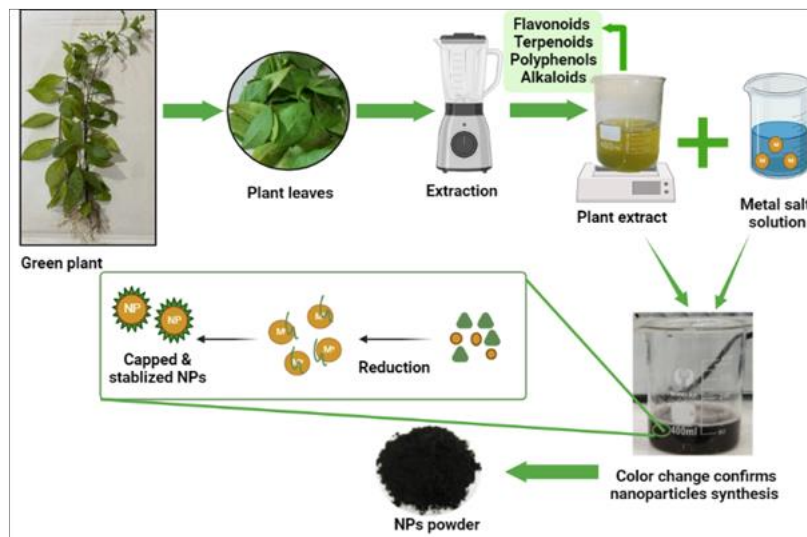 Flavonoids
Terpenoids
Polyphenols
Alkaloids
Plant leaves
Extraction
Plant extract
Metal salt
solution
Green plant
NP
NP
Capped &
stablized NPs
Reduction
M
M
M
400ml
Color change confirms
nanoparticles synthesis
NPs powder